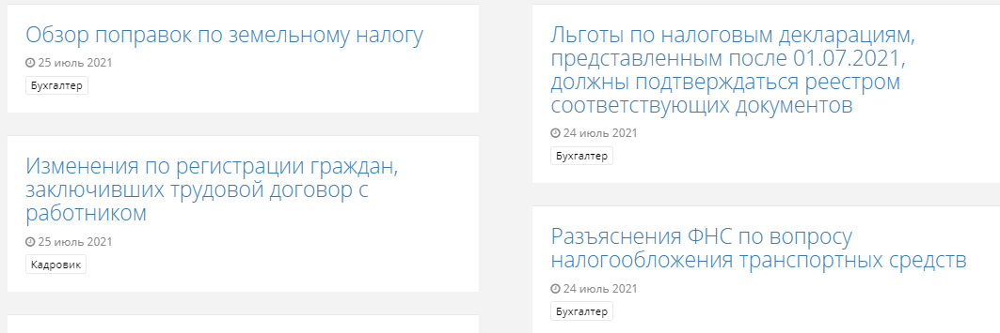 Обзор поправок по земельному налогу
25 июль 2021
Бухгалтер
Изменения по регистрации граждан,
заключивших трудовой договор с
работником
25 июль 2021
Кадровик
Льготы по налоговым декларациям,
представленным после 01.07.2021,
должны подтверждаться реестром
соответствующих документов
24 июль 2021
Бухгалтер
Разъяснения ФНС по вопросу
налогообложения транспортных средств
24 июль 2021
Бухгалтер